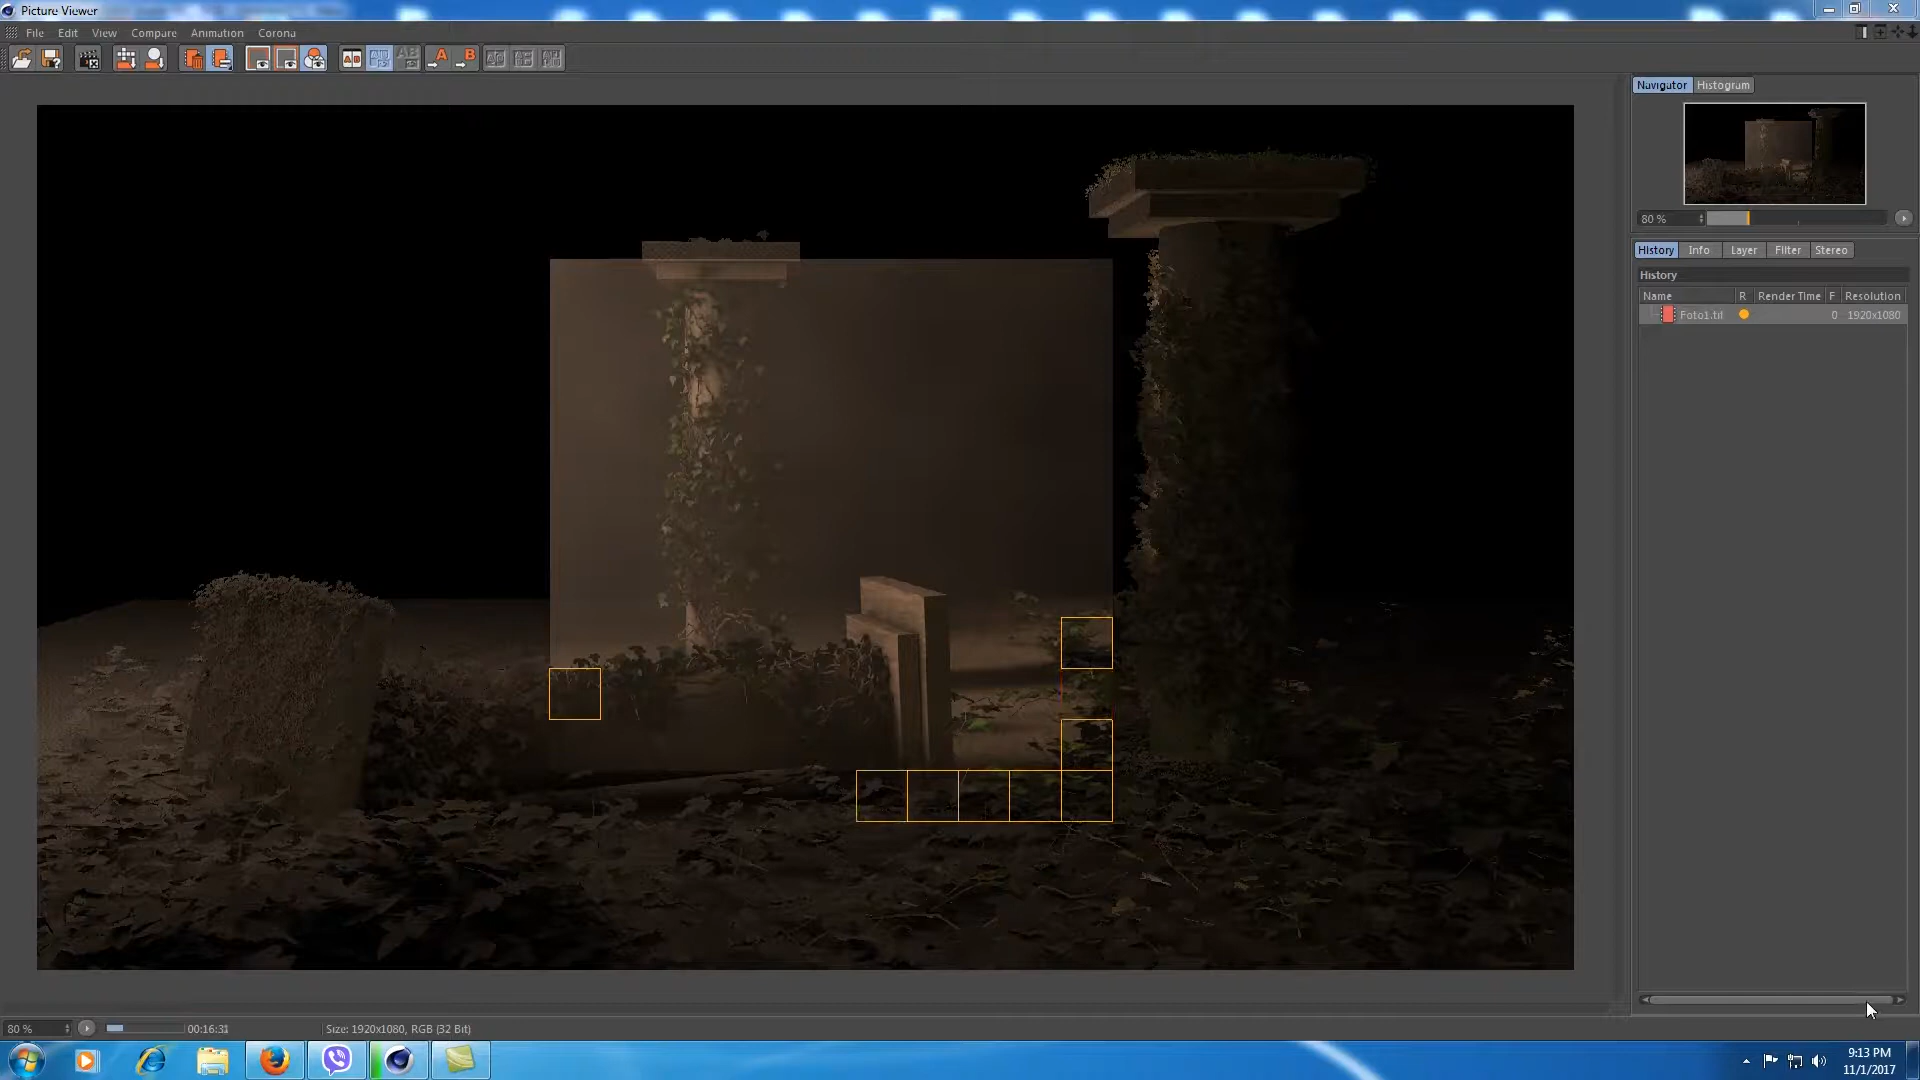 Picture Viewer
File Edit View Compare Animation Corona
Navigator Histogram
80 %
History Info Layer Filter Stereo
History
Name R Render Time F Resolution
Foto1.tif 0 1920x1080
80 % 00:16:31 Size: 1920x1080, RGB (32 Bit)
9:13 PM
11/1/2017